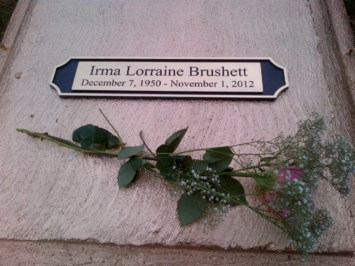 Irma Lorraine Brushett
December 7, 1950 - November 1, 2012